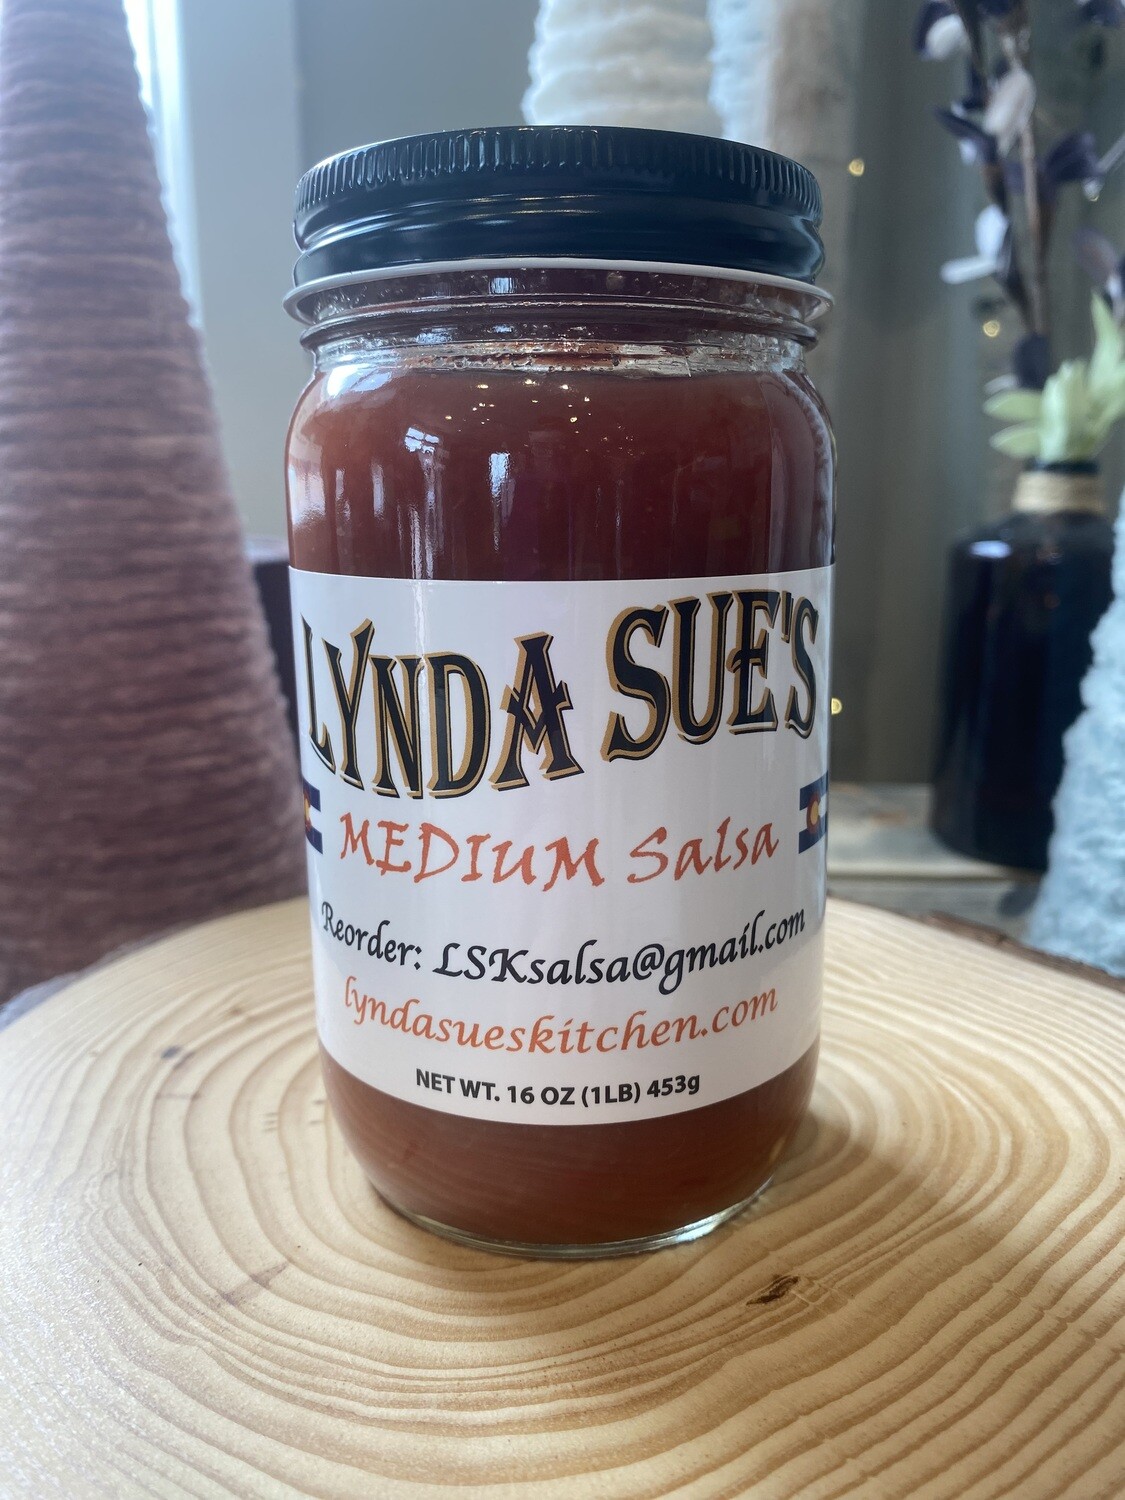 LYNDA SUE'S
MEDIUM Salsa
Reorder: LSKsalsa@gmail.com
lyndasueskitchen.com
NET WT. 16 OZ (1LB) 453g